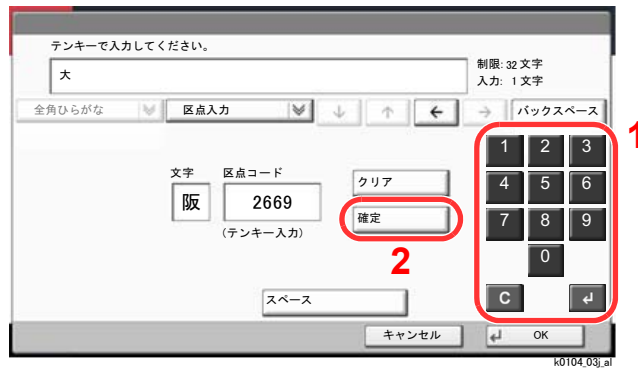 テンキーで入力してください。
大
制限: 32 文字
入力: 1 文字
全角ひらがな 区点入力 ↓ ↑ ← → バックスペース
1
1 2 3
文字 区点コード
クリア
4 5 6
阪 2669
確定
7 8 9
(テンキー入力)
2
0
スペース
C ↵
キャンセル ↵ OK
k0104_03j_al